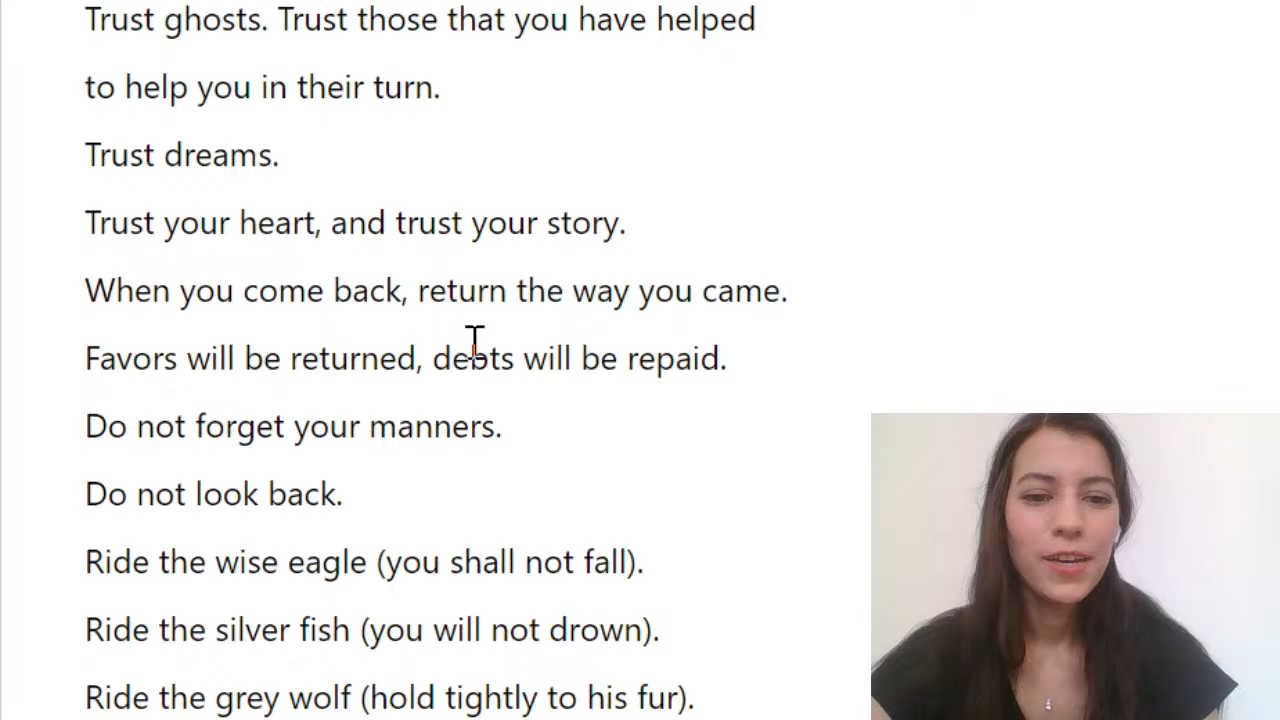 Trust ghosts. Trust those that you have helped
to help you in their turn.
Trust dreams.
Trust your heart, and trust your story.
When you come back, return the way you came.
Favors will be returned, debts will be repaid.
Do not forget your manners.
Do not look back.
Ride the wise eagle (you shall not fall).
Ride the silver fish (you will not drown).
Ride the grey wolf (hold tightly to his fur).